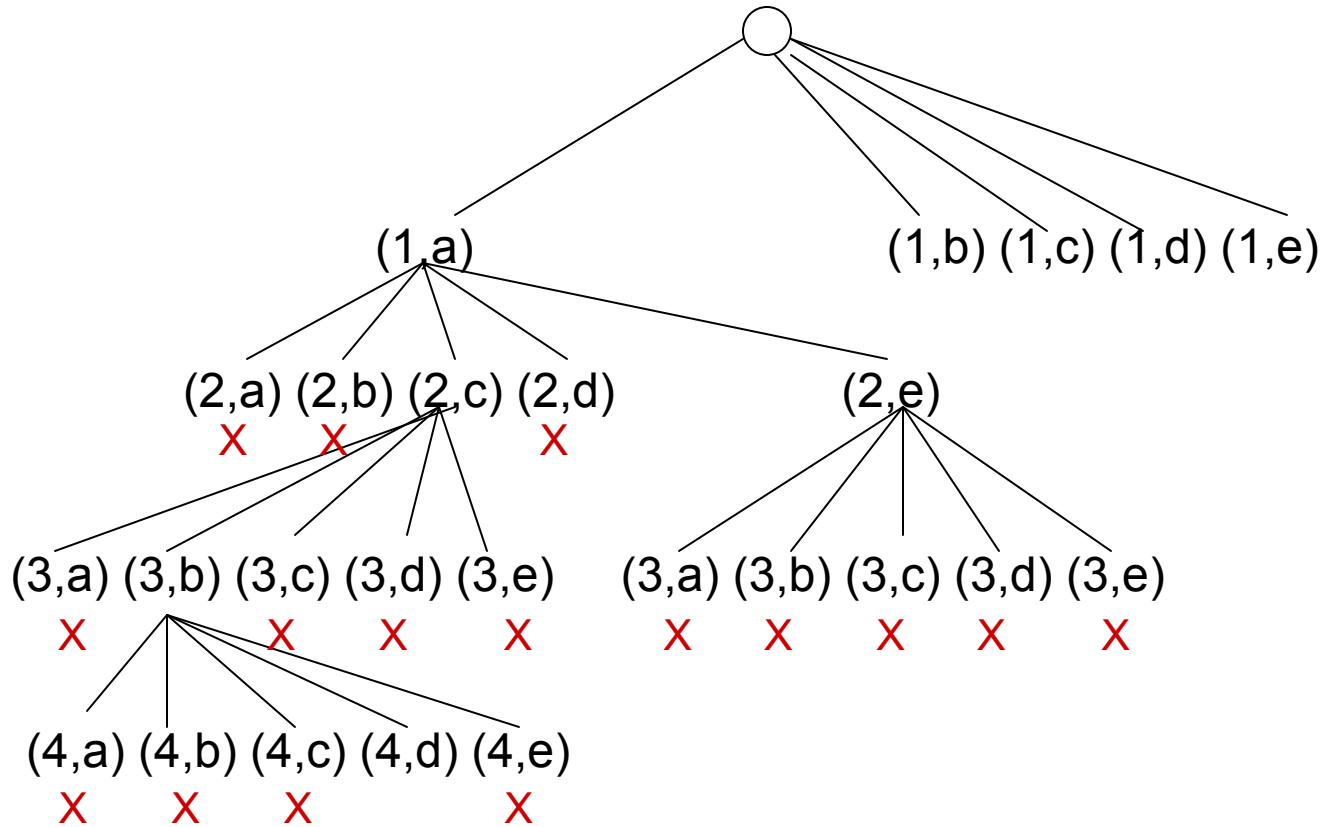 (1,a) (1,b) (1,c) (1,d) (1,e)
(2,a) (2,b) (2,c) (2,d) (2,e)
X X X
(3,a) (3,b) (3,c) (3,d) (3,e) (3,a) (3,b) (3,c) (3,d) (3,e)
X X X X X X X X X
(4,a) (4,b) (4,c) (4,d) (4,e)
X X X X